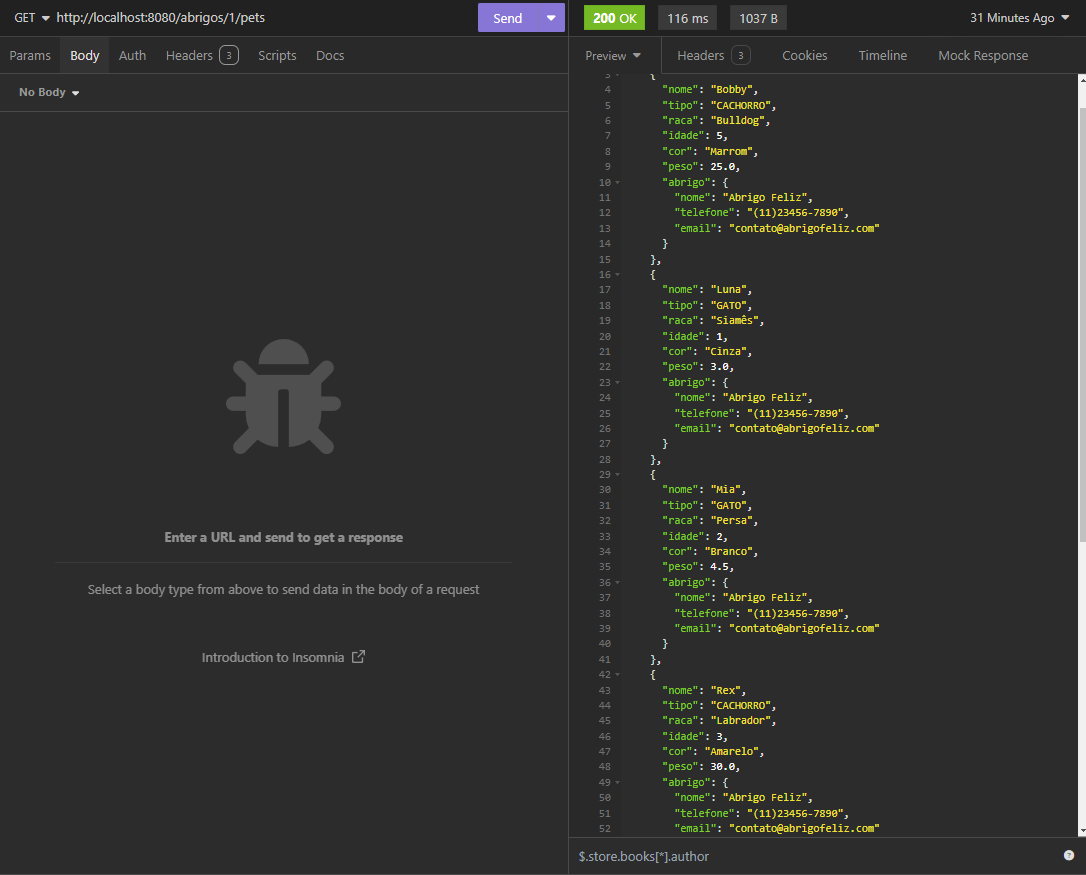 GET http://localhost:8080/abrigos/1/pets Send
Params Body Auth Headers 3 Scripts Docs
No Body
Enter a URL and send to get a response
Select a body type from above to send data in the body of a request
Introduction to Insomnia
200 OK 116 ms 1037 B 31 Minutes Ago
Preview Headers 3 Cookies Timeline Mock Response
3 {
4 "nome": "Bobby",
5 "tipo": "CACHORRO",
6 "raca": "Bulldog",
7 "idade": 5,
8 "cor": "Marrom",
9 "peso": 25.0,
10 "abrigo": {
11 "nome": "Abrigo Feliz",
12 "telefone": "(11)23456-7890",
13 "email": "contato@abrigofeliz.com"
14 }
15 },
16 {
17 "nome": "Luna",
18 "tipo": "GATO",
19 "raca": "Siamês",
20 "idade": 1,
21 "cor": "Cinza",
22 "peso": 3.0,
23 "abrigo": {
24 "nome": "Abrigo Feliz",
25 "telefone": "(11)23456-7890",
26 "email": "contato@abrigofeliz.com"
27 }
28 },
29 {
30 "nome": "Mia",
31 "tipo": "GATO",
32 "raca": "Persa",
33 "idade": 2,
34 "cor": "Branco",
35 "peso": 4.5,
36 "abrigo": {
37 "nome": "Abrigo Feliz",
38 "telefone": "(11)23456-7890",
39 "email": "contato@abrigofeliz.com"
40 }
41 },
42 {
43 "nome": "Rex",
44 "tipo": "CACHORRO",
45 "raca": "Labrador",
46 "idade": 3,
47 "cor": "Amarelo",
48 "peso": 30.0,
49 "abrigo": {
50 "nome": "Abrigo Feliz",
51 "telefone": "(11)23456-7890",
52 "email": "contato@abrigofeliz.com"
$.store.books[*].author